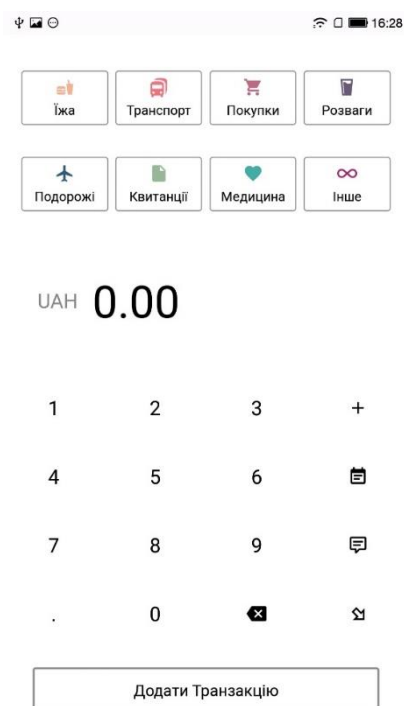 16:28
Їжа Транспорт Покупки Розваги
Подорожі Квитанції Медицина Інше
UAH 0.00
1 2 3 +
4 5 6
7 8 9
. 0
Додати Транзакцію